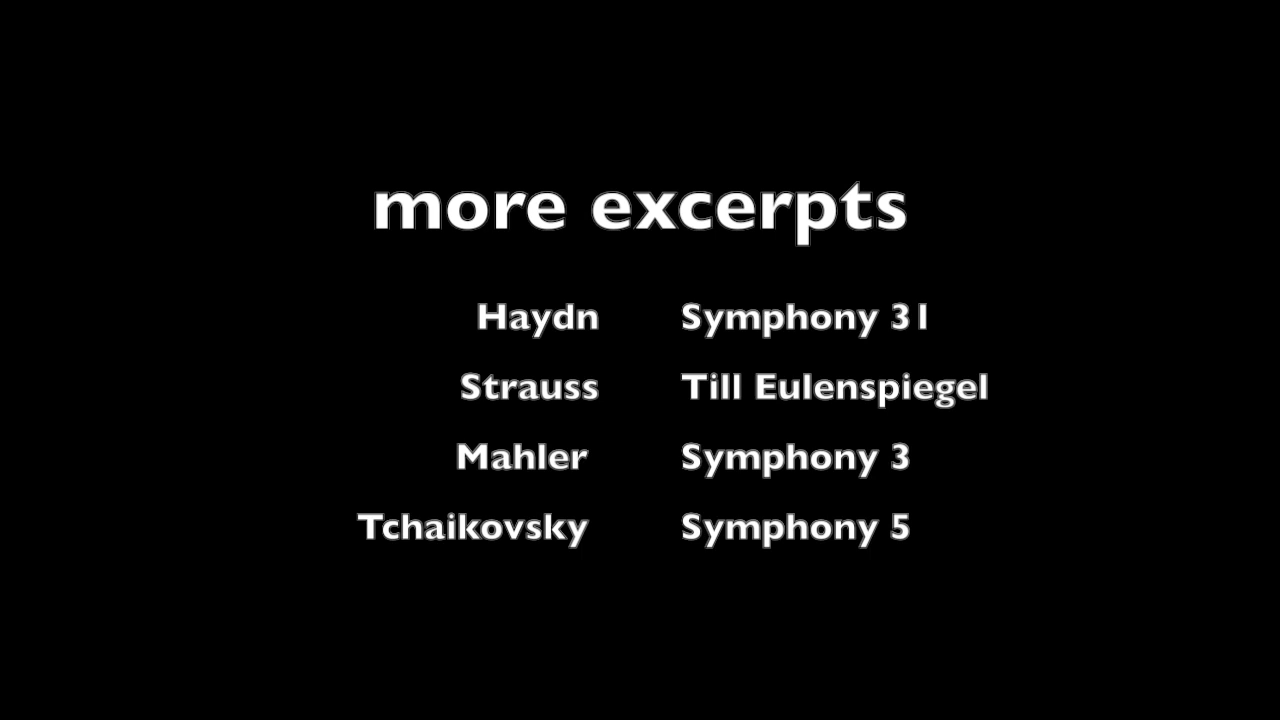 more excerpts
Haydn Symphony 31
Strauss Till Eulenspiegel
Mahler Symphony 3
Tchaikovsky Symphony 5